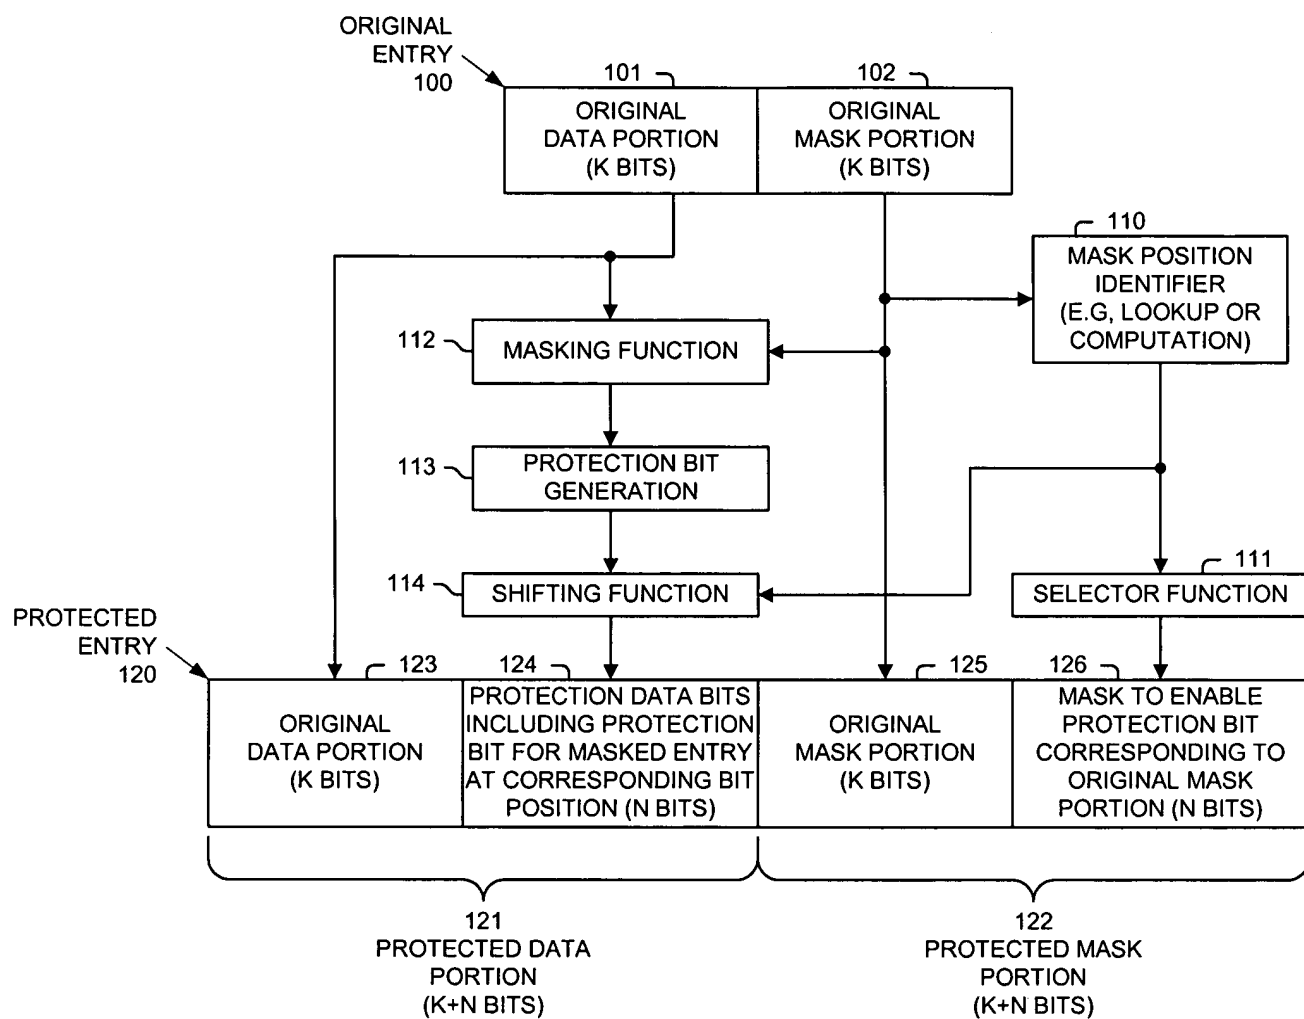 ORIGINAL
ENTRY
100
101
102
ORIGINAL
DATA PORTION
(K BITS)
ORIGINAL
MASK PORTION
(K BITS)
110
MASK POSITION
IDENTIFIER
(E.G, LOOKUP OR
COMPUTATION)
112
MASKING FUNCTION
113
PROTECTION BIT
GENERATION
114
SHIFTING FUNCTION
111
SELECTOR FUNCTION
PROTECTED
ENTRY
120
123
124
125
126
ORIGINAL
DATA PORTION
(K BITS)
PROTECTION DATA BITS
INCLUDING PROTECTION
BIT FOR MASKED ENTRY
AT CORRESPONDING BIT
POSITION (N BITS)
ORIGINAL
MASK PORTION
(K BITS)
MASK TO ENABLE
PROTECTION BIT
CORRESPONDING TO
ORIGINAL MASK
PORTION (N BITS)
121
PROTECTED DATA
PORTION
(K+N BITS)
122
PROTECTED MASK
PORTION
(K+N BITS)